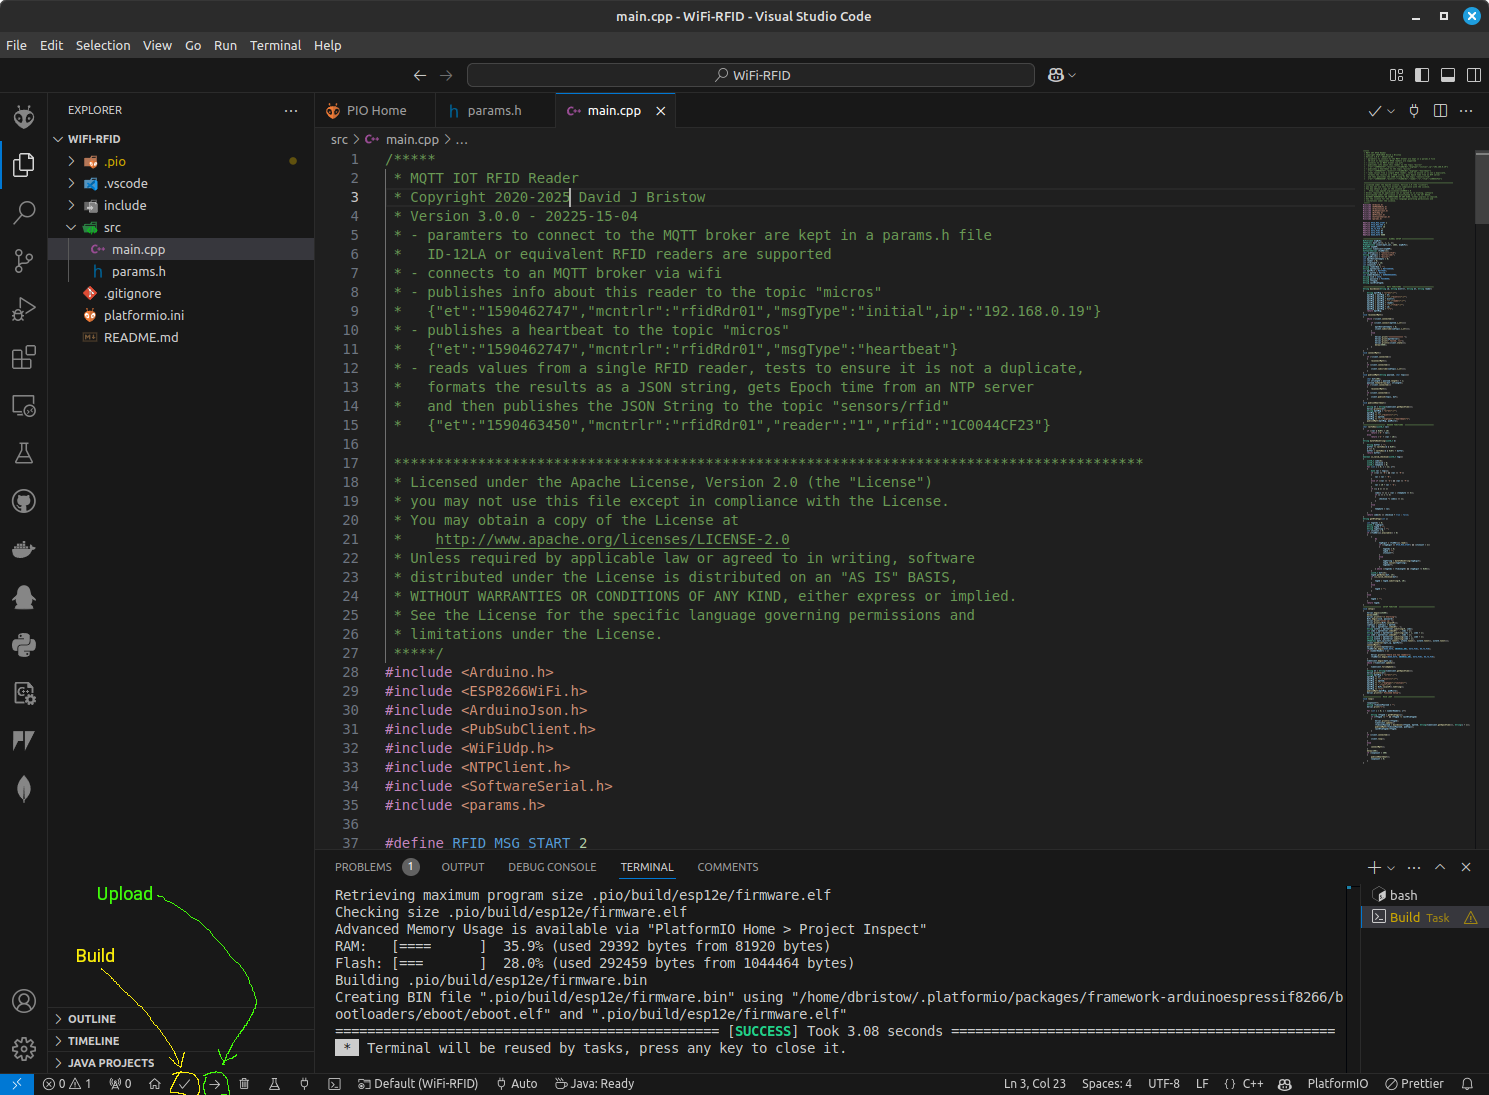 main.cpp - WiFi-RFID - Visual Studio Code
File Edit Selection View Go Run Terminal Help
WiFi-RFID
EXPLORER
WIFI-RFID
.pio
.vscode
include
src
main.cpp
params.h
.gitignore
platformio.ini
README.md
OUTLINE
TIMELINE
JAVA PROJECTS
PIO Home
params.h
main.cpp
src > main.cpp > ...
1 /*****
2 * MQTT IOT RFID Reader
3 * Copyright 2020-2025 David J Bristow
4 * Version 3.0.0 - 20225-15-04
5 * - paramters to connect to the MQTT broker are kept in a params.h file
6 *   ID-12LA or equivalent RFID readers are supported
7 * - connects to an MQTT broker via wifi
8 * - publishes info about this reader to the topic "micros"
9 *   {"et":"1590462747","mcntrlr":"rfidRdr01","msgType":"initial",ip":"192.168.0.19"}
10 * - publishes a heartbeat to the topic "micros"
11 *   {"et":"1590462747","mcntrlr":"rfidRdr01","msgType":"heartbeat"}
12 * - reads values from a single RFID reader, tests to ensure it is not a duplicate,
13 *   formats the results as a JSON string, gets Epoch time from an NTP server
14 *   and then publishes the JSON String to the topic "sensors/rfid"
15 *   {"et":"1590463450","mcntrlr":"rfidRdr01","reader":"1","rfid":"1C0044CF23"}
16
17 *****************************************************************************************
18 * Licensed under the Apache License, Version 2.0 (the "License")
19 * you may not use this file except in compliance with the License.
20 * You may obtain a copy of the License at
21 *    http://www.apache.org/licenses/LICENSE-2.0
22 * Unless required by applicable law or agreed to in writing, software
23 * distributed under the License is distributed on an "AS IS" BASIS,
24 * WITHOUT WARRANTIES OR CONDITIONS OF ANY KIND, either express or implied.
25 * See the License for the specific language governing permissions and
26 * limitations under the License.
27 *****/
28 #include <Arduino.h>
29 #include <ESP8266WiFi.h>
30 #include <ArduinoJson.h>
31 #include <PubSubClient.h>
32 #include <WiFiUdp.h>
33 #include <NTPClient.h>
34 #include <SoftwareSerial.h>
35 #include <params.h>
36
37 #define RFID_MSG_START 2
PROBLEMS 1 OUTPUT DEBUG CONSOLE TERMINAL COMMENTS
Retrieving maximum program size .pio/build/esp12e/firmware.elf
Checking size .pio/build/esp12e/firmware.elf
Advanced Memory Usage is available via "PlatformIO Home > Project Inspect"
RAM:   [====      ]  35.9% (used 29392 bytes from 81920 bytes)
Flash: [===       ]  28.0% (used 292459 bytes from 1044464 bytes)
Building .pio/build/esp12e/firmware.bin
Creating BIN file ".pio/build/esp12e/firmware.bin" using "/home/dbristow/.platformio/packages/framework-arduinoespressif8266/b
ootloaders/eboot/eboot.elf" and ".pio/build/esp12e/firmware.elf"
================================================ [SUCCESS] Took 3.08 seconds ================================================
* Terminal will be reused by tasks, press any key to close it.
bash
Build Task
Upload
Build
0 1 0 Default (WiFi-RFID) Auto Java: Ready Ln 3, Col 23 Spaces: 4 UTF-8 LF {} C++ PlatformIO Prettier